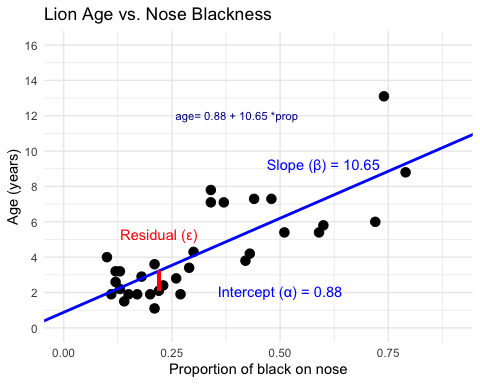 Lion Age vs. Nose Blackness
16
14
12
10
8
6
4
2
0
Age (years)
age= 0.88 + 10.65 *prop
Slope (β) = 10.65
Residual (ε)
Intercept (α) = 0.88
0.00
0.25
0.50
0.75
Proportion of black on nose